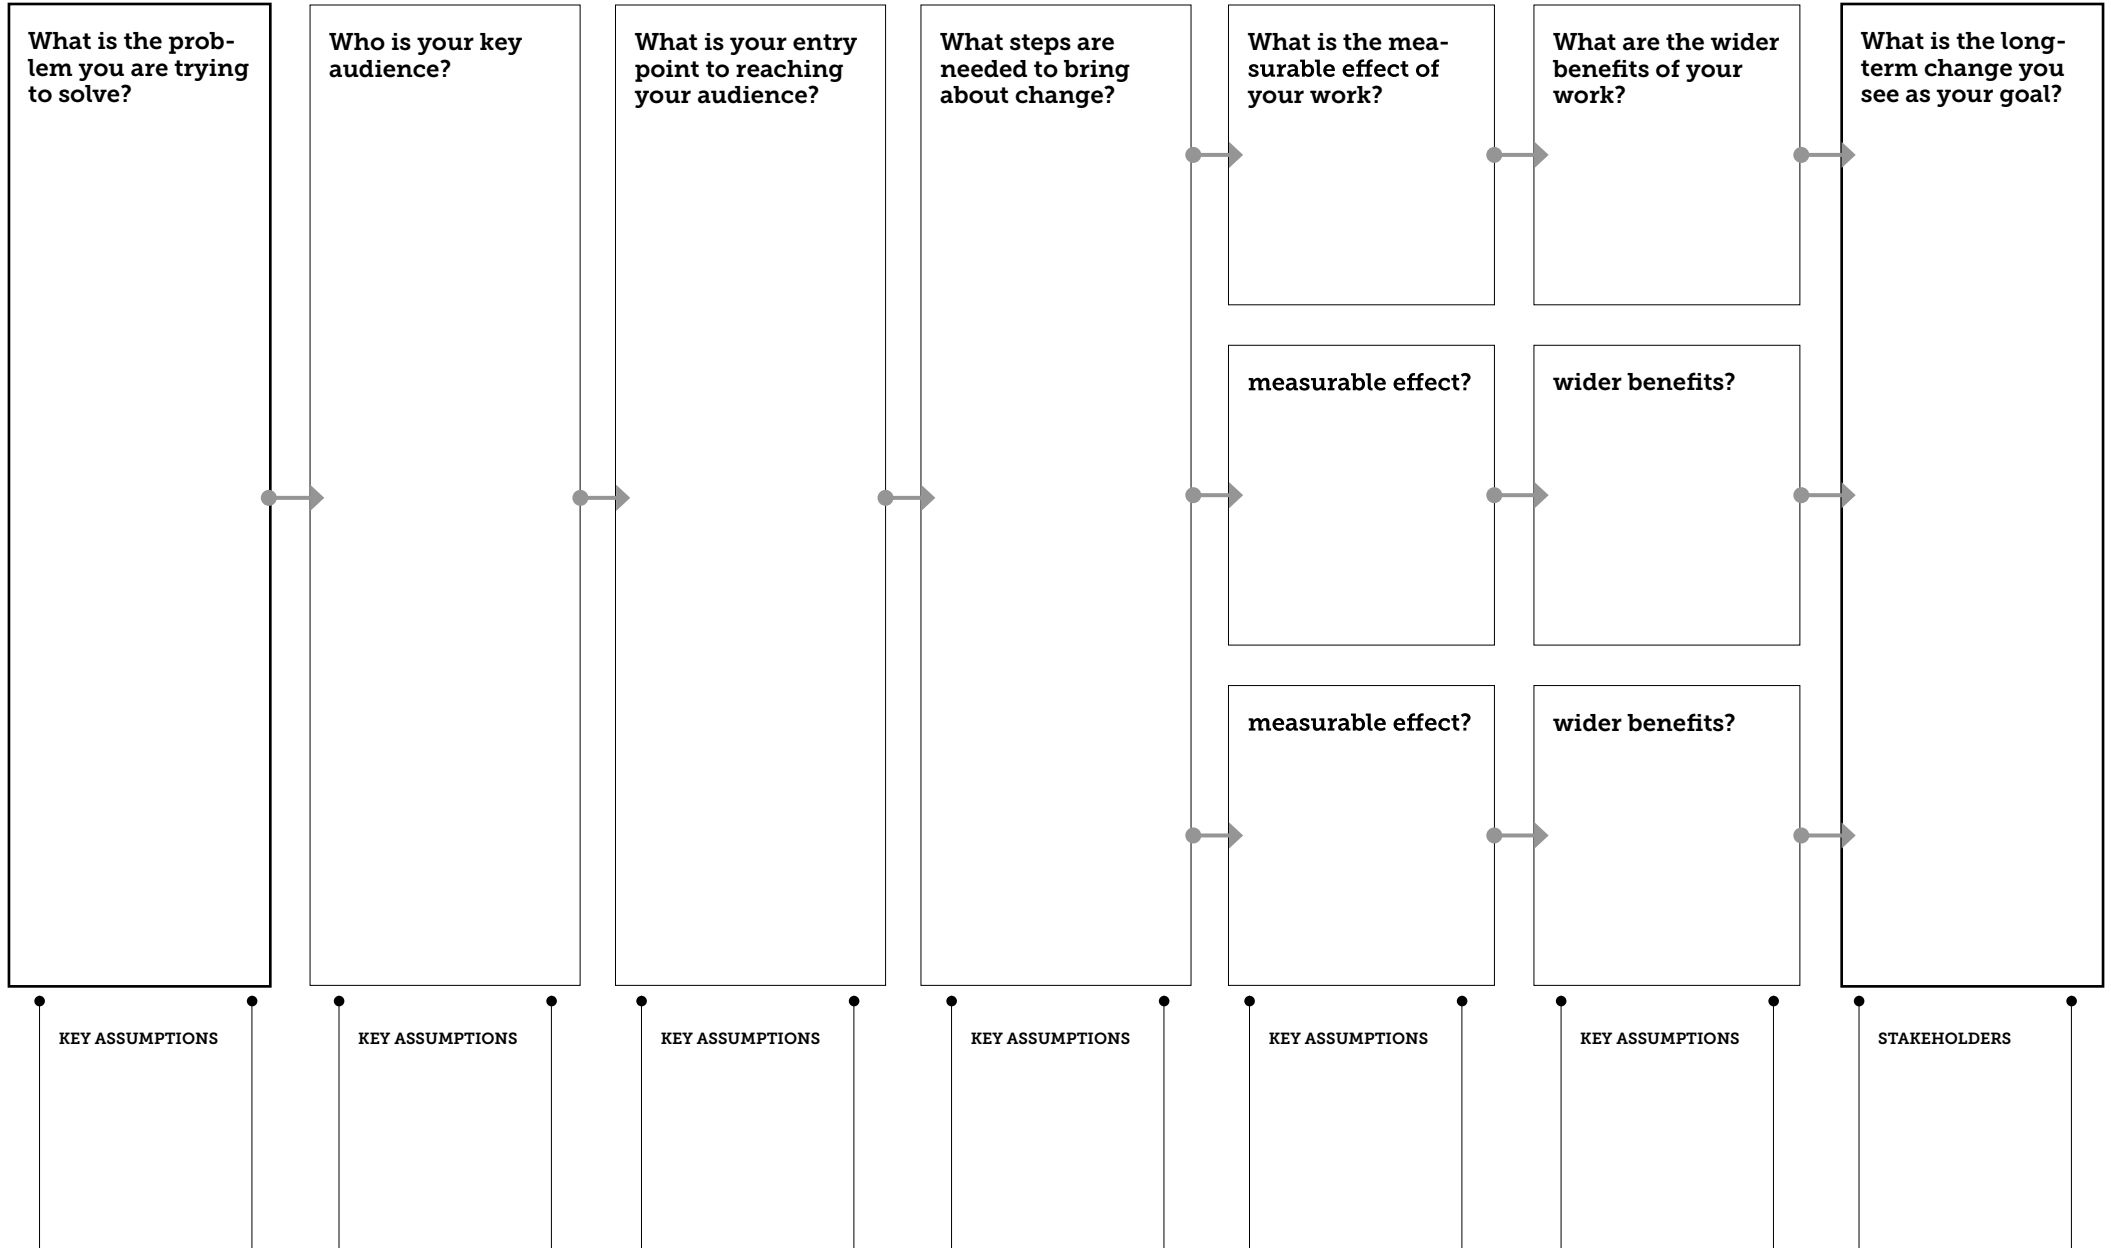 What is the prob-
lem you are trying
to solve?
Who is your key
audience?
What is your entry
point to reaching
your audience?
What steps are
needed to bring
about change?
What is the mea-
surable effect of
your work?
measurable effect?
measurable effect?
What are the wider
benefits of your
work?
wider benefits?
wider benefits?
What is the long-
term change you
see as your goal?
KEY ASSUMPTIONS
KEY ASSUMPTIONS
KEY ASSUMPTIONS
KEY ASSUMPTIONS
KEY ASSUMPTIONS
KEY ASSUMPTIONS
STAKEHOLDERS